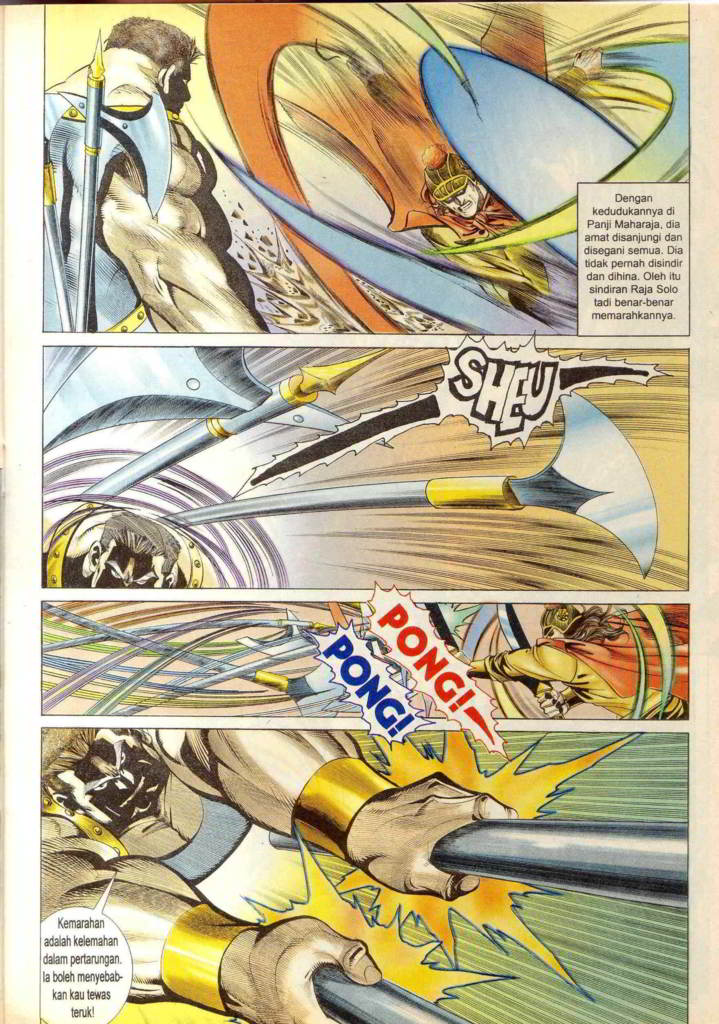 Dengan
kedudukannya di
Panji Maharaja, dia
amat disanjungi dan
disegani semua. Dia
tidak pernah disindir
dan dihina. Oleh itu
sindiran Raja Solo
tadi benar-benar
memarahkannya.
SHEU
PONG!
PONG!
Kemarahan
adalah kelemahan
dalam pertarungan.
Ia boleh menyebab-
kan kau tewas
teruk!